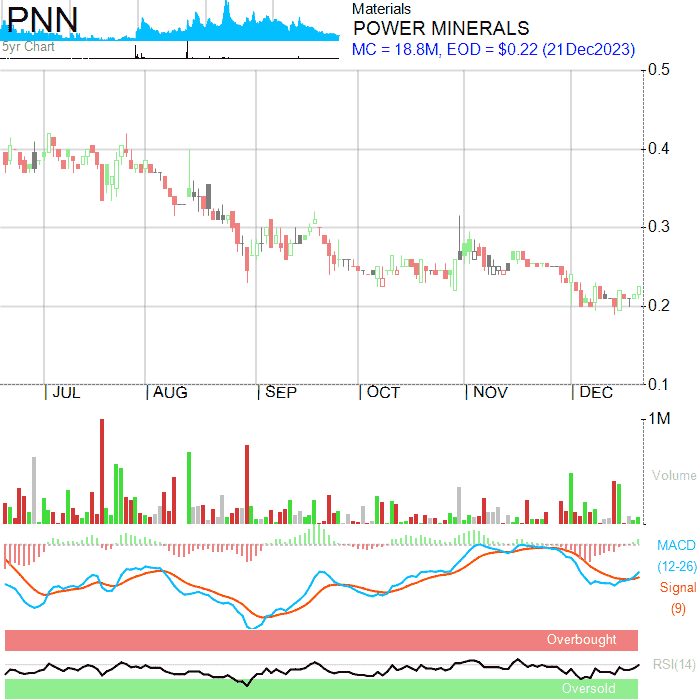 PNN
5yr Chart
Materials
POWER MINERALS
MC = 18.8M, EOD = $0.22 (21Dec2023)
0.5
0.4
0.3
0.2
0.1
JUL AUG SEP OCT NOV DEC
1M
Volume
MACD
(12-26)
Signal
(9)
Overbought
RSI(14)
Oversold